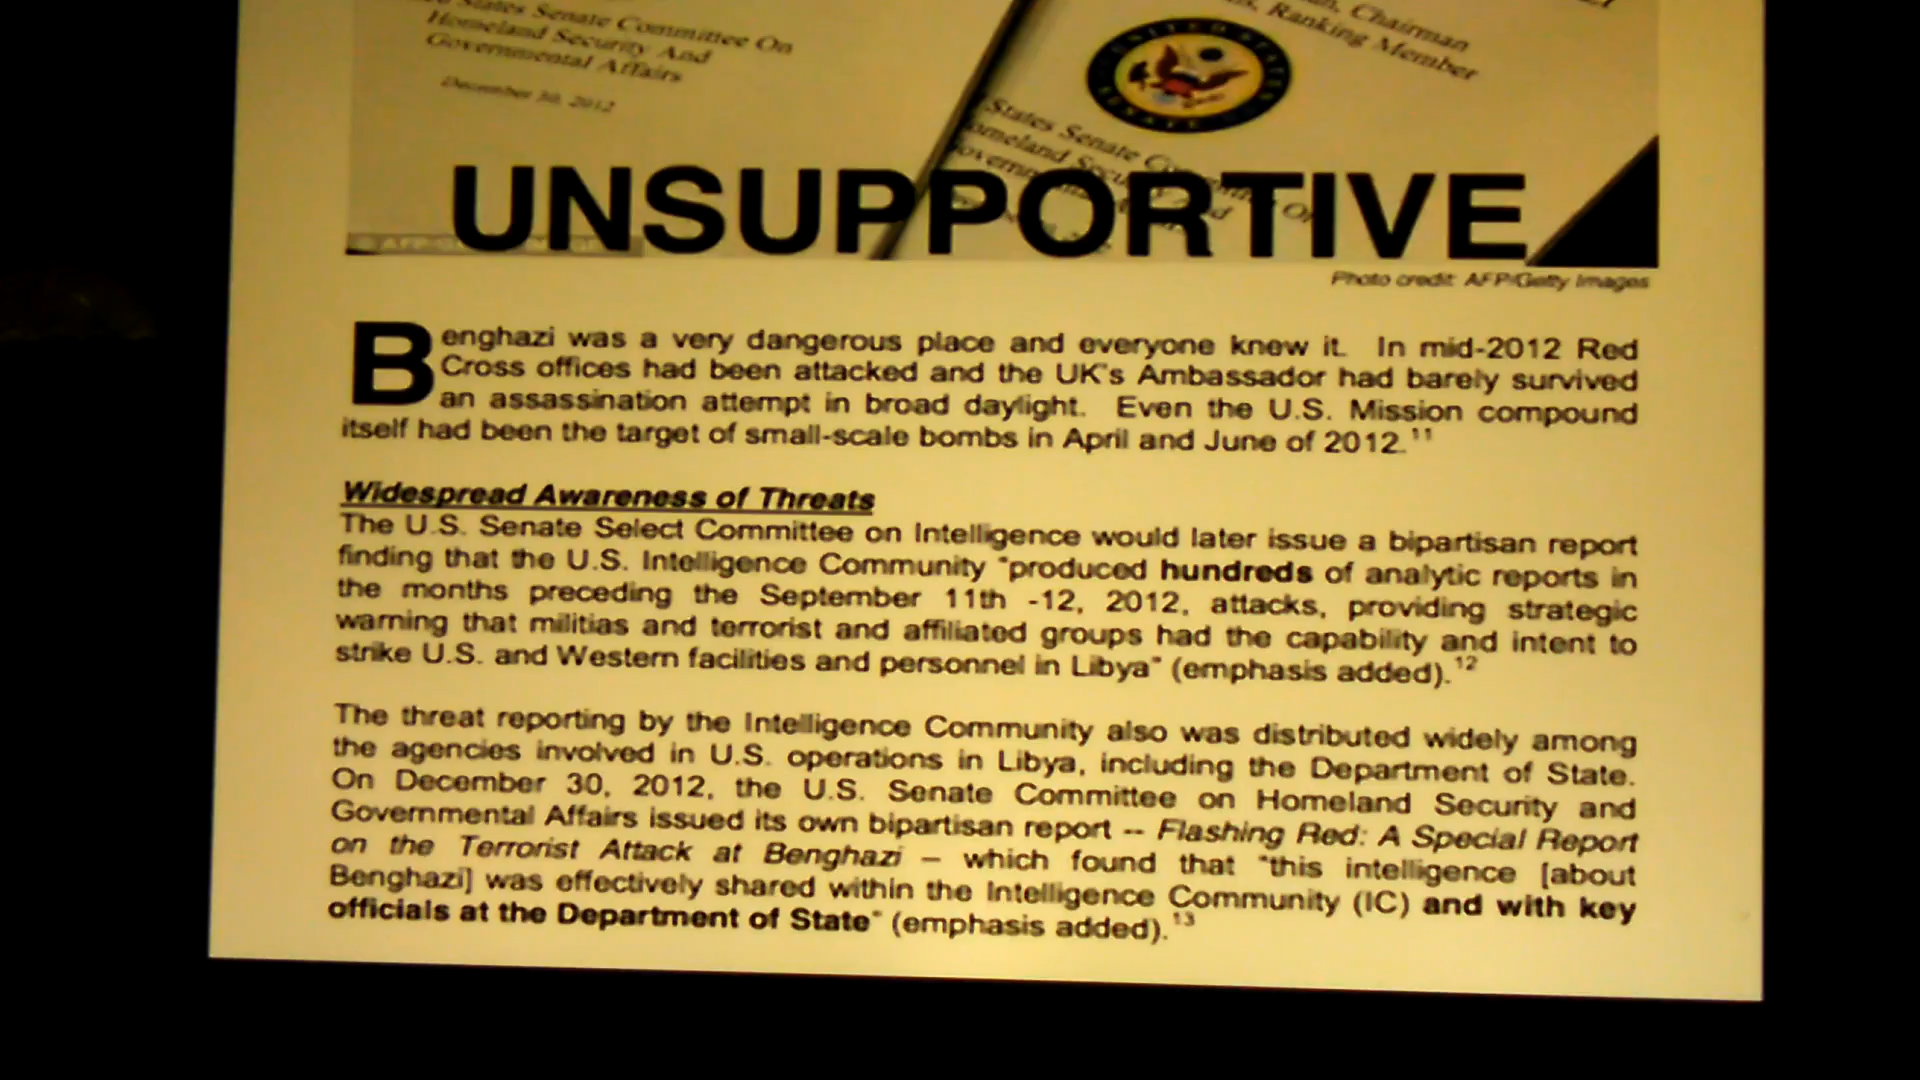 States Senate Committee On
Homeland Security And
Governmental Affairs
December 30, 2012
Chairman
Ranking Member
States Senate
UNSUPPORTIVE
Photo credit: AFP/Getty Images
Benghazi was a very dangerous place and everyone knew it. In mid-2012 Red
Cross offices had been attacked and the UK's Ambassador had barely survived
an assassination attempt in broad daylight. Even the U.S. Mission compound
itself had been the target of small-scale bombs in April and June of 2012.11
Widespread Awareness of Threats
The U.S. Senate Select Committee on Intelligence would later issue a bipartisan report
finding that the U.S. Intelligence Community "produced hundreds of analytic reports in
the months preceding the September 11th -12, 2012, attacks, providing strategic
warning that militias and terrorist and affiliated groups had the capability and intent to
strike U.S. and Western facilities and personnel in Libya" (emphasis added).12
The threat reporting by the Intelligence Community also was distributed widely among
the agencies involved in U.S. operations in Libya, including the Department of State.
On December 30, 2012, the U.S. Senate Committee on Homeland Security and
Governmental Affairs issued its own bipartisan report -- Flashing Red: A Special Report
on the Terrorist Attack at Benghazi – which found that "this intelligence [about
Benghazi] was effectively shared within the Intelligence Community (IC) and with key
officials at the Department of State" (emphasis added).13